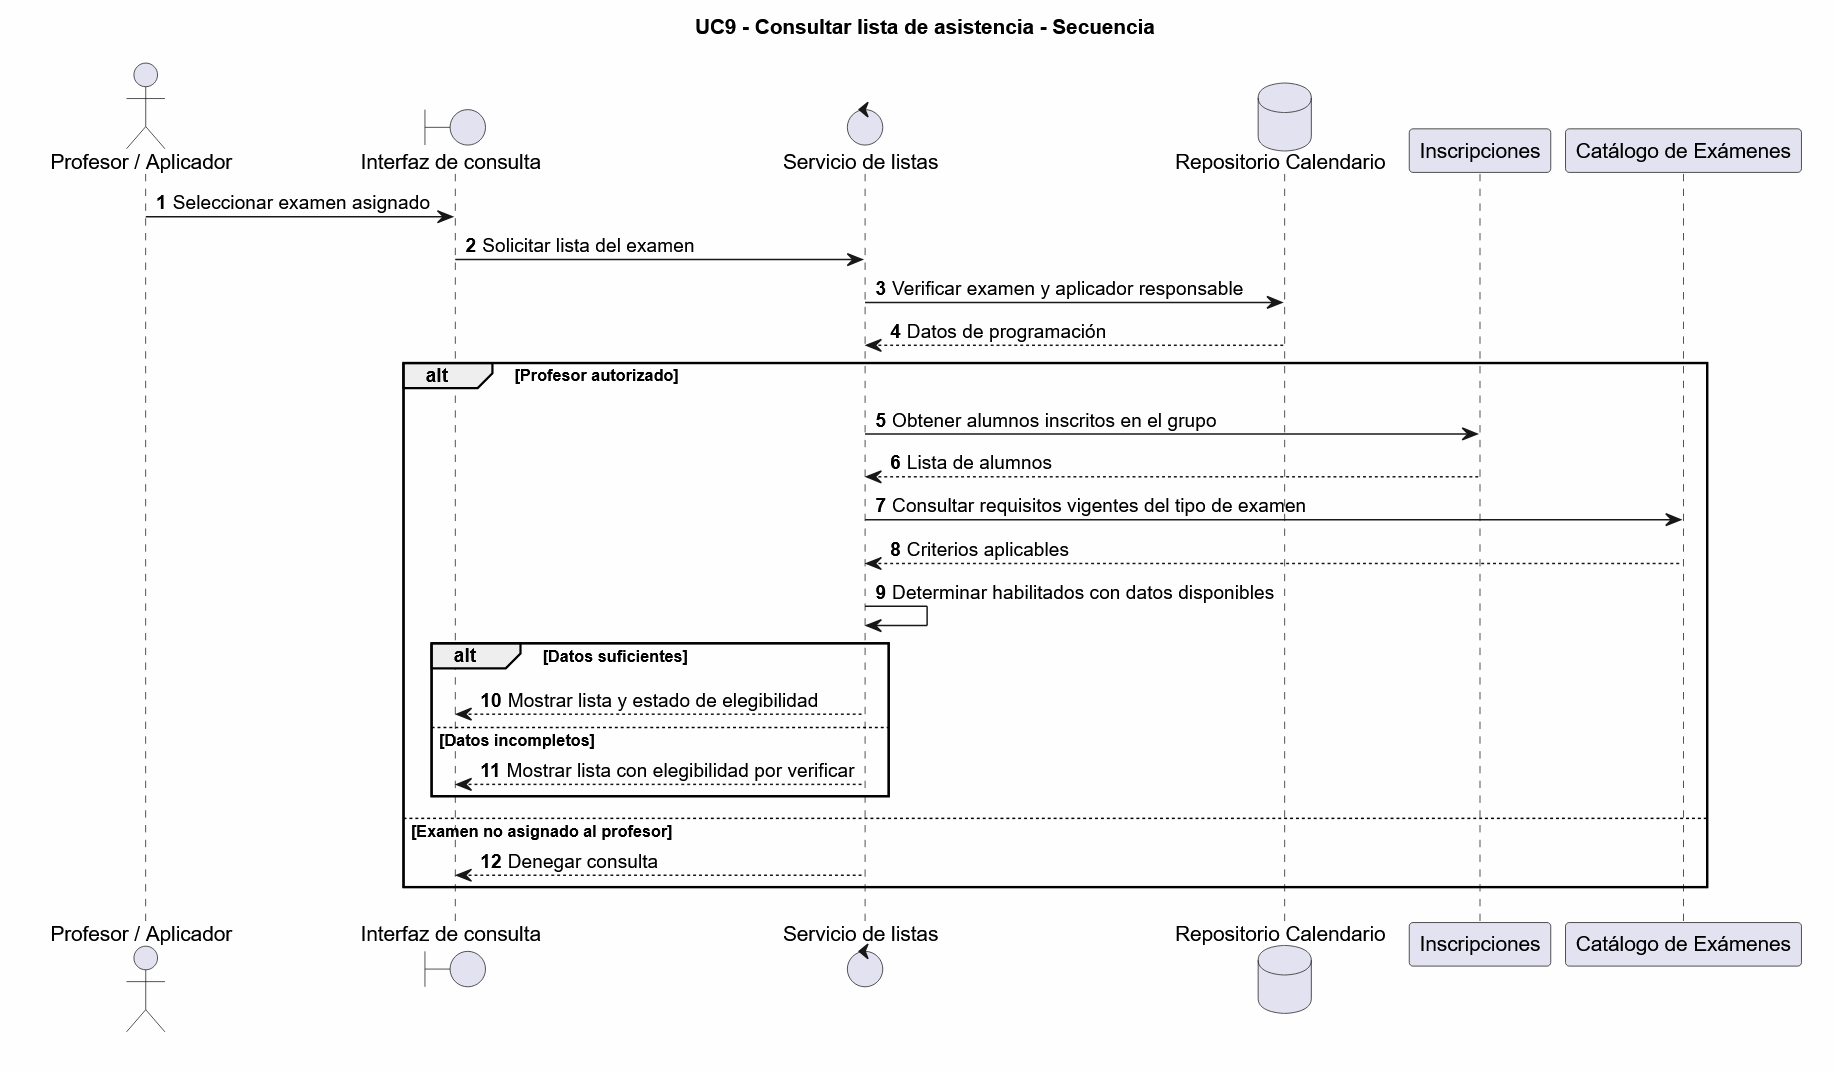 UC9 - Consultar lista de asistencia - Secuencia
Profesor / Aplicador
Interfaz de consulta
Servicio de listas
Repositorio Calendario
Inscripciones
Catálogo de Exámenes
1 Seleccionar examen asignado
2 Solicitar lista del examen
3 Verificar examen y aplicador responsable
4 Datos de programación
alt [Profesor autorizado]
5 Obtener alumnos inscritos en el grupo
6 Lista de alumnos
7 Consultar requisitos vigentes del tipo de examen
8 Criterios aplicables
9 Determinar habilitados con datos disponibles
alt [Datos suficientes]
10 Mostrar lista y estado de elegibilidad
[Datos incompletos]
11 Mostrar lista con elegibilidad por verificar
[Examen no asignado al profesor]
12 Denegar consulta
Profesor / Aplicador
Interfaz de consulta
Servicio de listas
Repositorio Calendario
Inscripciones
Catálogo de Exámenes